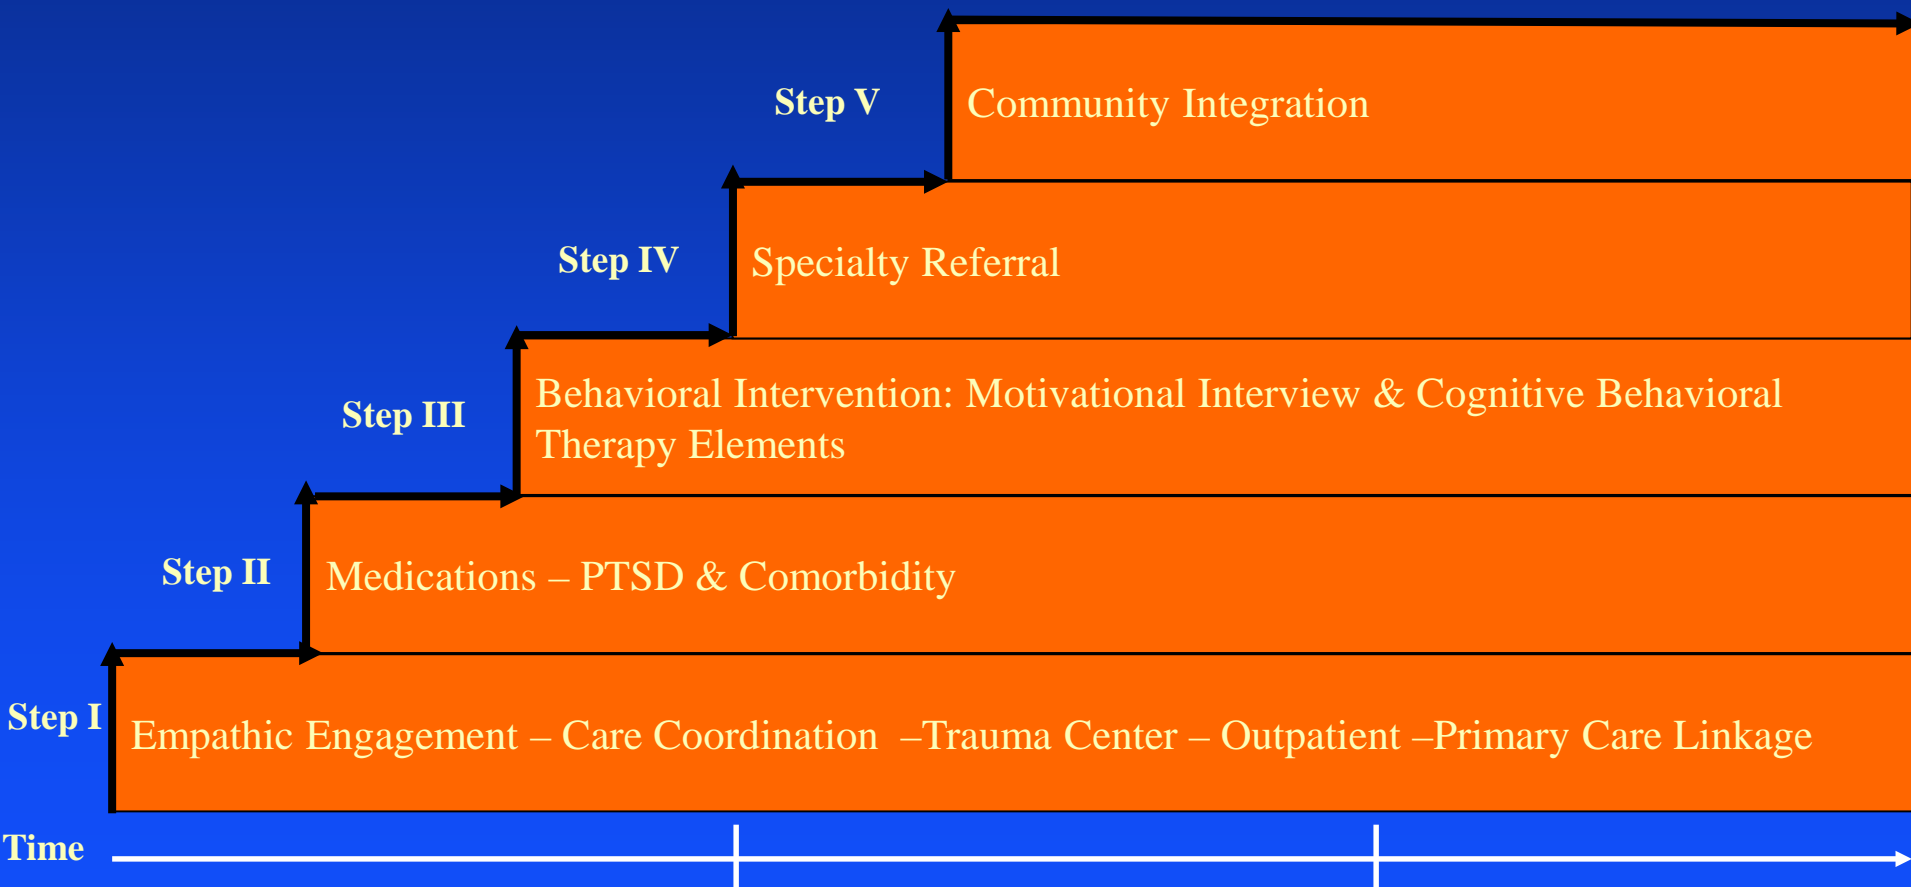 Step V
Community Integration
Step IV
Specialty Referral
Step III
Behavioral Intervention: Motivational Interview & Cognitive Behavioral
Therapy Elements
Step II
Medications – PTSD & Comorbidity
Step I
Empathic Engagement – Care Coordination –Trauma Center – Outpatient –Primary Care Linkage
Time